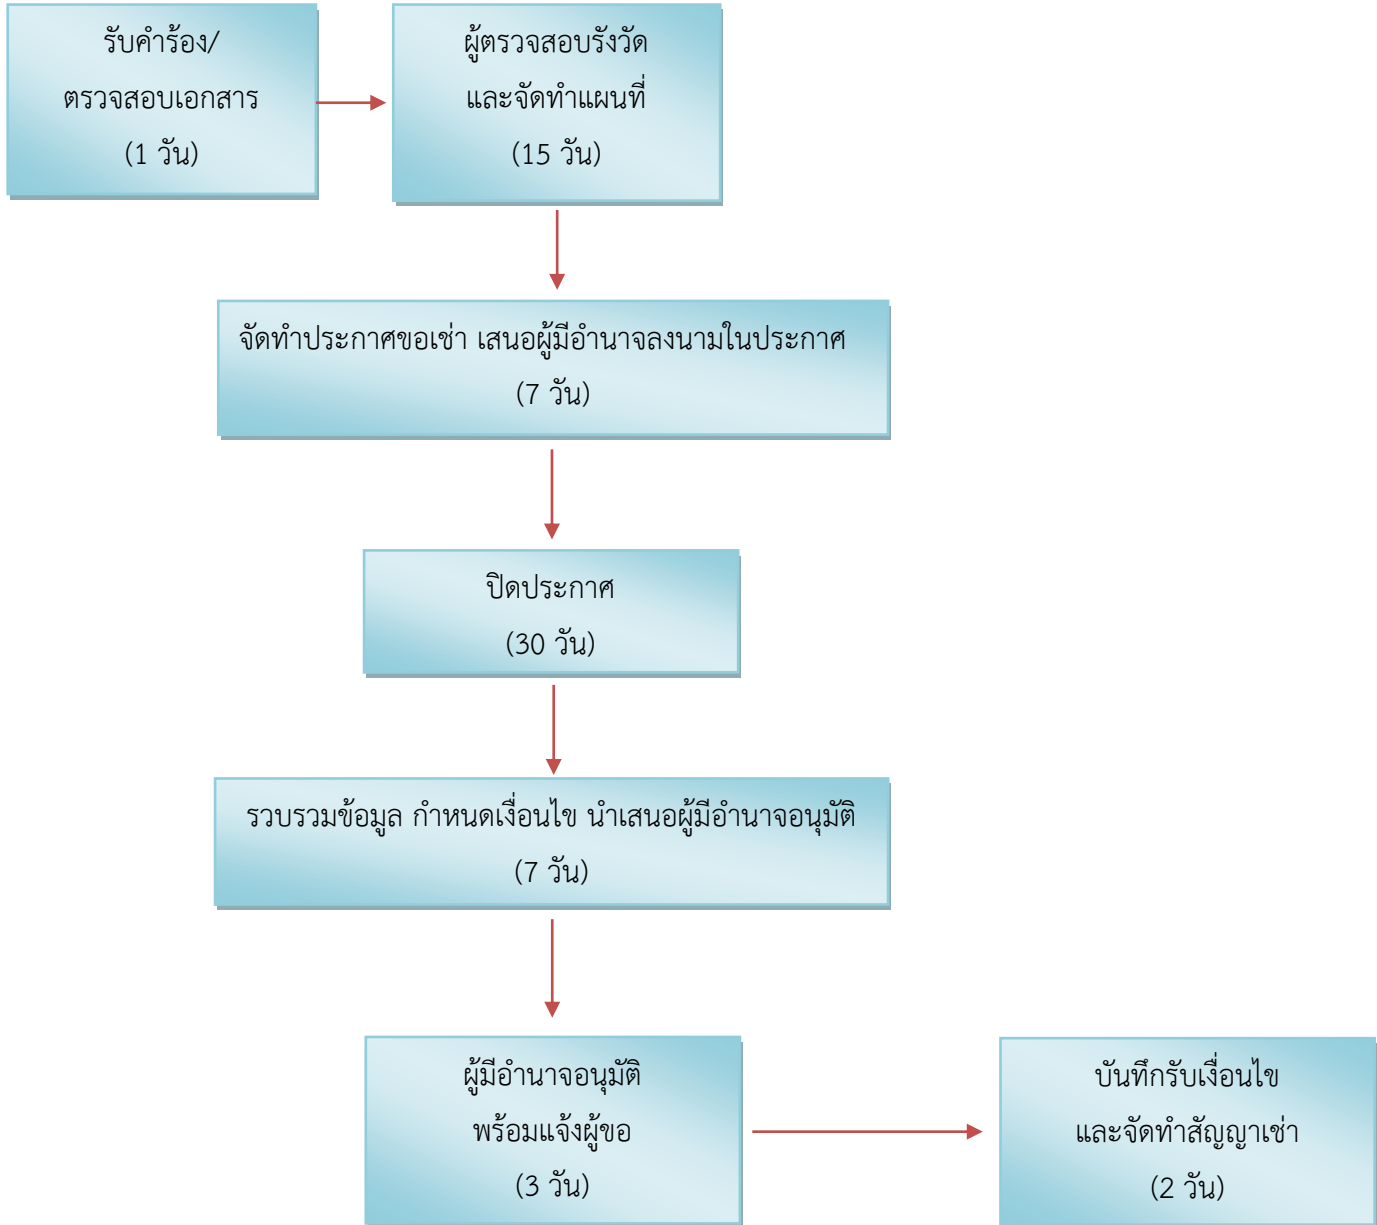 รับคำร้อง/
ตรวจสอบเอกสาร
(1 วัน)
ผู้ตรวจสอบรังวัด
และจัดทำแผนที่
(15 วัน)
จัดทำประกาศขอเช่า เสนอผู้มีอำนาจลงนามในประกาศ
(7 วัน)
ปิดประกาศ
(30 วัน)
รวบรวมข้อมูล กำหนดเงื่อนไข นำเสนอผู้มีอำนาจอนุมัติ
(7 วัน)
ผู้มีอำนาจอนุมัติ
พร้อมแจ้งผู้ขอ
(3 วัน)
บันทึกรับเงื่อนไข
และจัดทำสัญญาเช่า
(2 วัน)